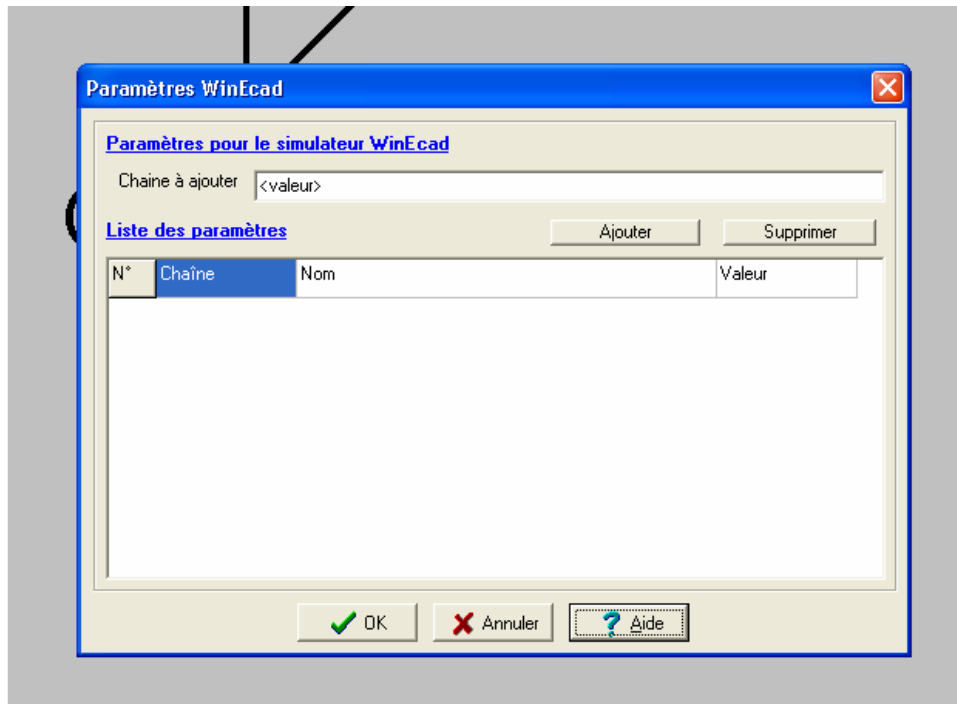 Paramètres WinEcad
Paramètres pour le simulateur WinEcad
Chaine à ajouter <valeur>
Liste des paramètres Ajouter Supprimer
N° Chaîne Nom Valeur
OK Annuler ? Aide